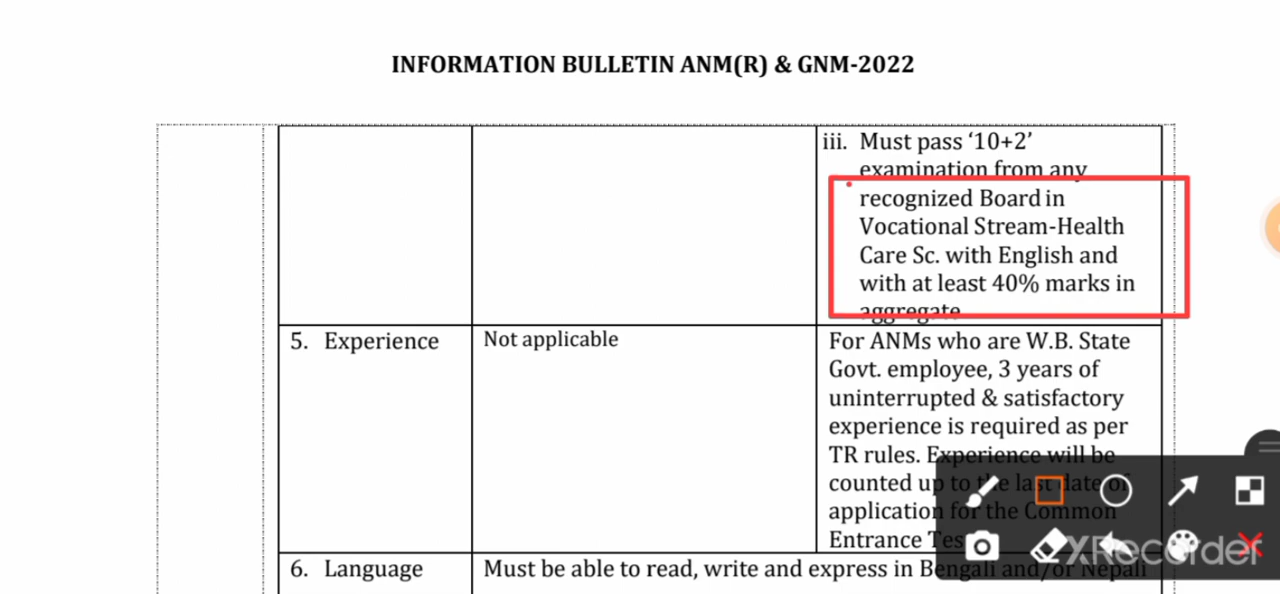 INFORMATION BULLETIN ANM(R) & GNM-2022
iii. Must pass ‘10+2’
examination from any
recognized Board in
Vocational Stream-Health
Care Sc. with English and
with at least 40% marks in
aggregate
5. Experience
Not applicable
For ANMs who are W.B. State
Govt. employee, 3 years of
uninterrupted & satisfactory
experience is required as per
TR rules. Experience will be
counted up to the last date of
application for the Common
Entrance Tes
6. Language
Must be able to read, write and express in Bengali and/or Nepali
XRecorder